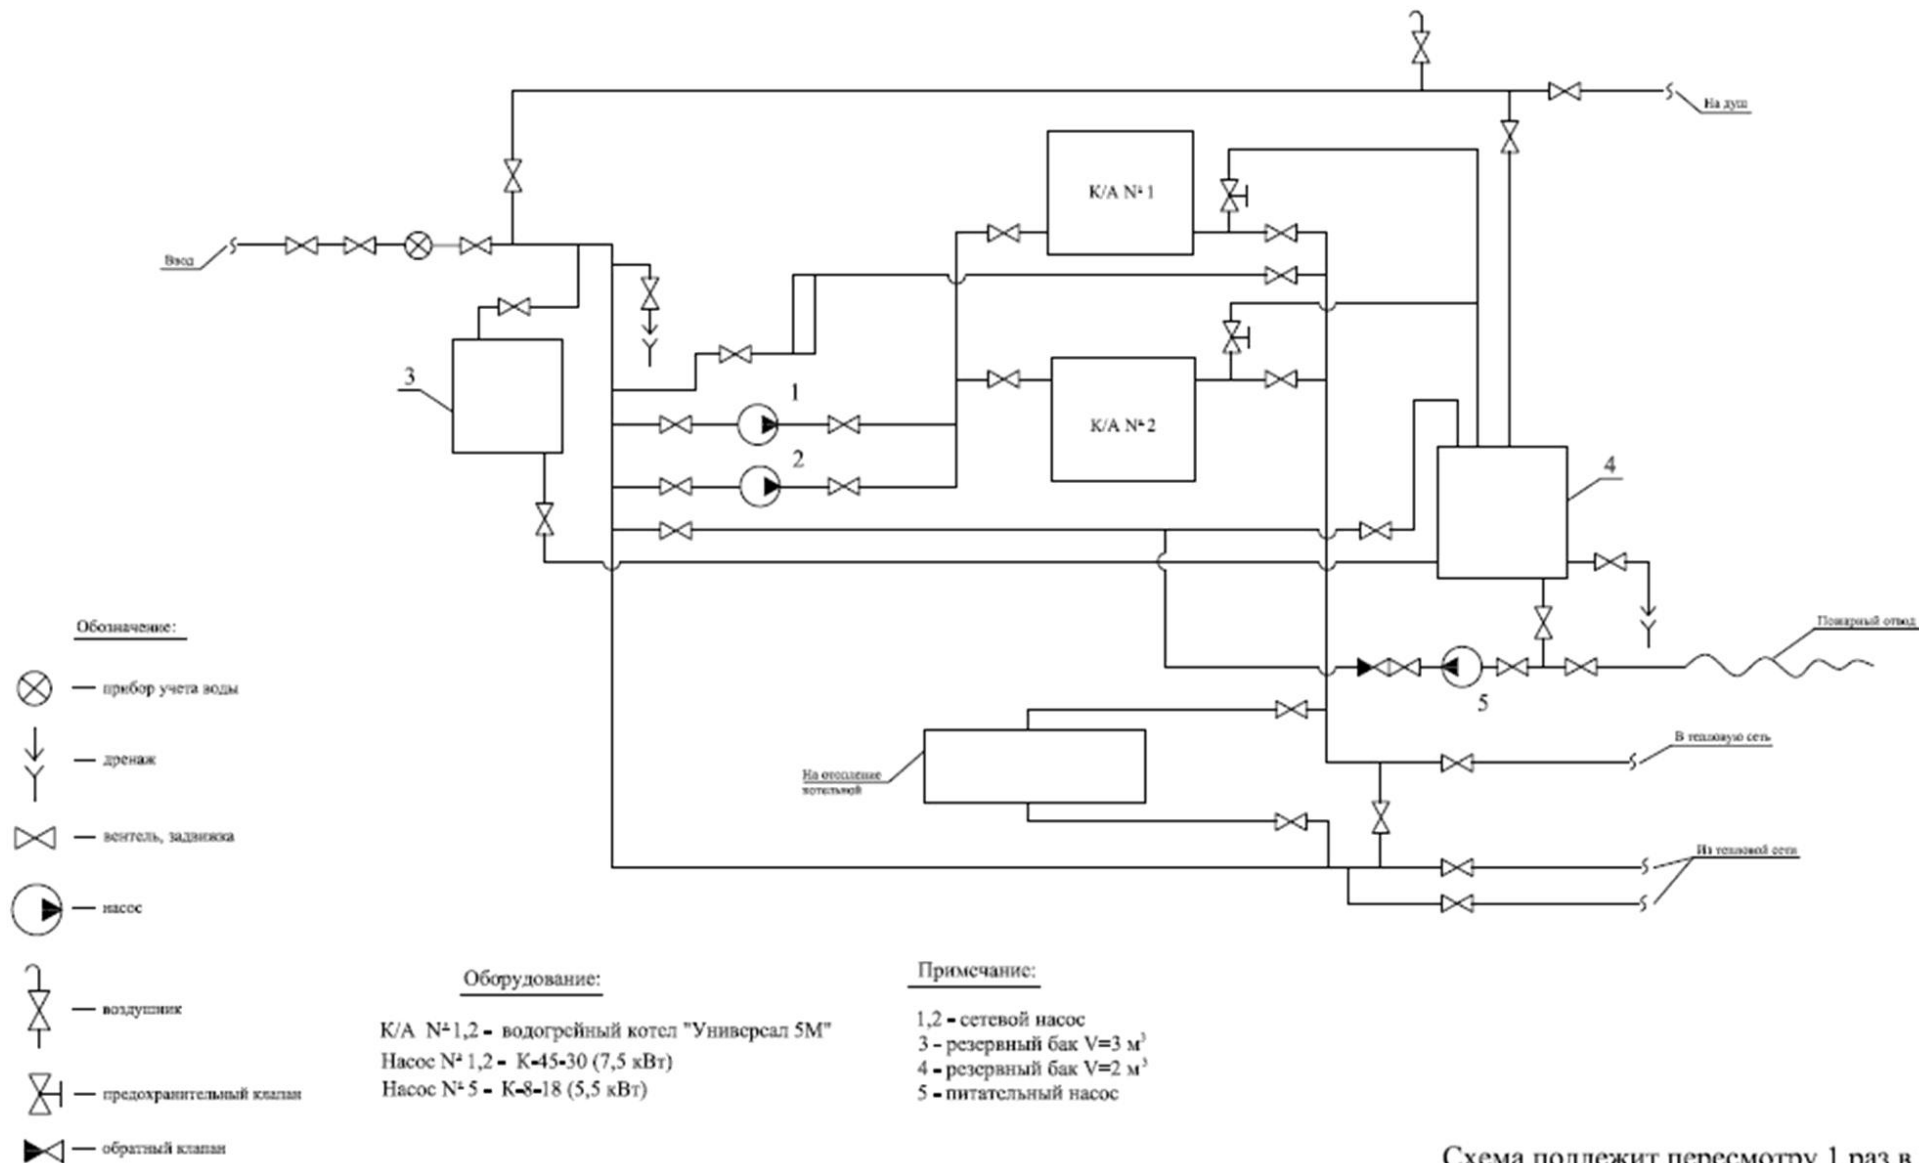 На душ
К/А № 1
Ввод
3
1
К/А № 2
2
4
Обозначение:
Пожарный отвод
прибор учета воды
5
В тепловую сеть
дренаж
На отопление
котельной
вентель, задвижка
Из тепловой сети
насос
Оборудование:
Примечание:
воздушник
К/А № 1,2 - водогрейный котел "Универсал 5М"
Насос № 1,2 - К-45-30 (7,5 кВт)
Насос № 5 - К-8-18 (5,5 кВт)
1,2 - сетевой насос
3 - резервный бак V=3 м³
4 - резервный бак V=2 м³
5 - питательный насос
предохранительный клапан
обратный клапан
Схема подлежит пересмотру 1 раз в